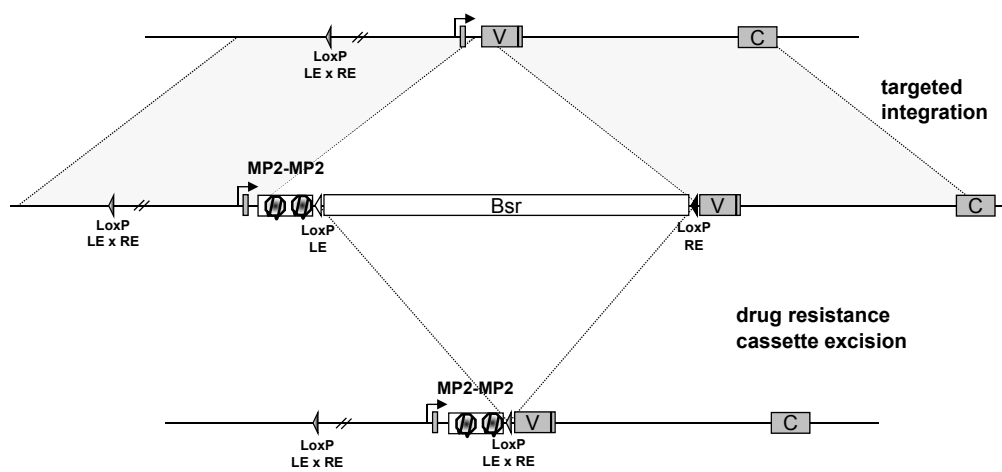 V
C
LoxP
LE x RE
targeted
integration
MP2-MP2
Bsr
V
C
LoxP
LE x RE
LoxP
LE
LoxP
RE
drug resistance
cassette excision
MP2-MP2
V
C
LoxP
LE x RE
LoxP
LE x RE